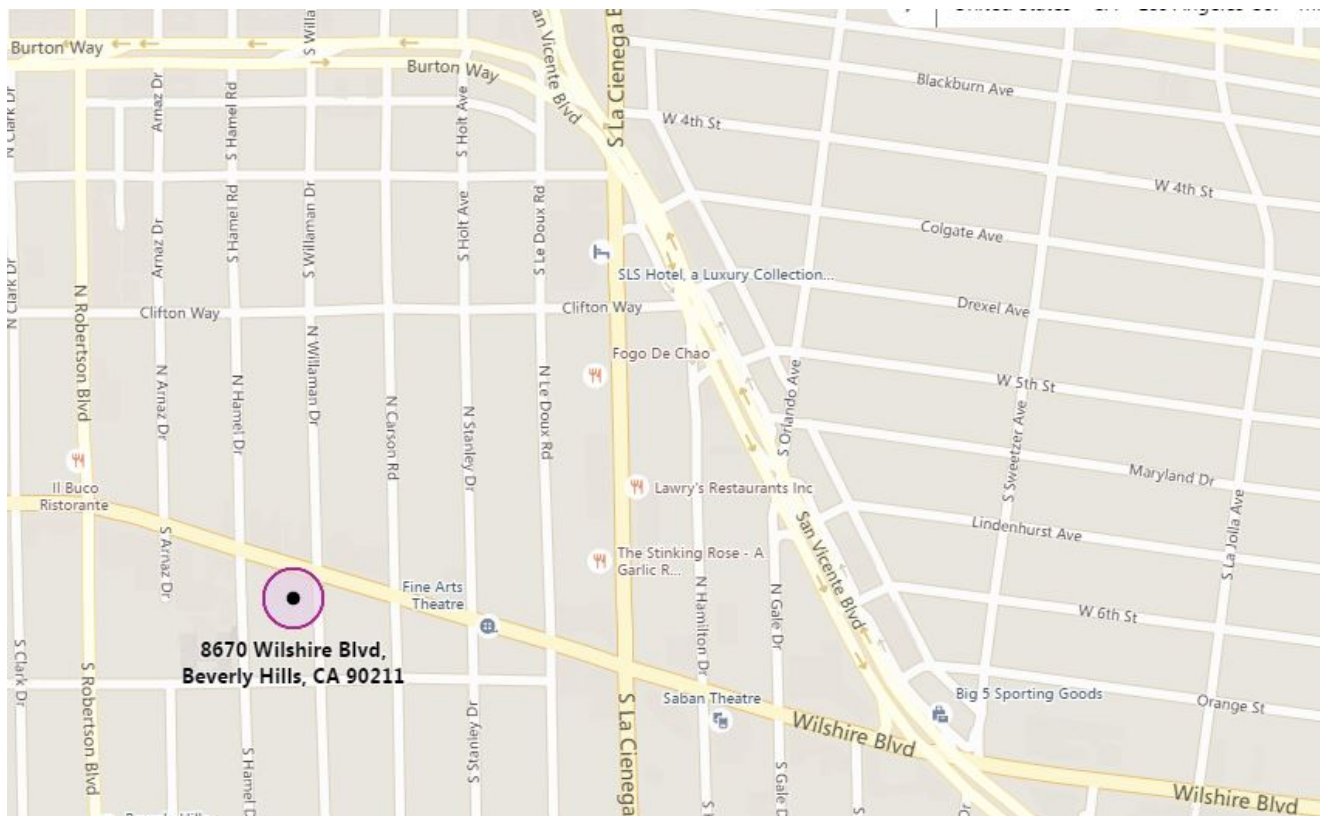 Burton Way
S Willa
an Vicente Blvd
S La Cienega B
Burton Way
Blackburn Ave
N Clark Dr
Arnaz Dr
S Hamel Rd
S Holt Ave
W 4th St
W 4th St
Arnaz Dr
S Hamel Rd
S Willaman Dr
S Holt Ave
S Le Doux Rd
Colgate Ave
SLS Hotel, a Luxury Collection...
N Clark Dr
Clifton Way
Clifton Way
Drexel Ave
N Robertson Blvd
N Arnaz Dr
N Hamel Dr
N Willaman Dr
N Carson Rd
N Stanley Dr
N Le Doux Rd
Fogo De Chao
S Orlando Ave
W 5th St
S Sweetzer Ave
Maryland Dr
Il Buco
Ristorante
Lawry's Restaurants Inc
San Vicente Blvd
Lindenhurst Ave
S La Jolla Ave
S Arnaz Dr
The Stinking Rose - A
Garlic R...
Fine Arts
Theatre
N Hamilton Dr
N Gale Dr
W 6th St
8670 Wilshire Blvd,
Beverly Hills, CA 90211
S Clark Dr
S Robertson Blvd
Saban Theatre
Big 5 Sporting Goods
Orange St
S Hamel D
S Stanley Dr
S La Cienega
Wilshire Blvd
S Gale D
Wilshire Blvd